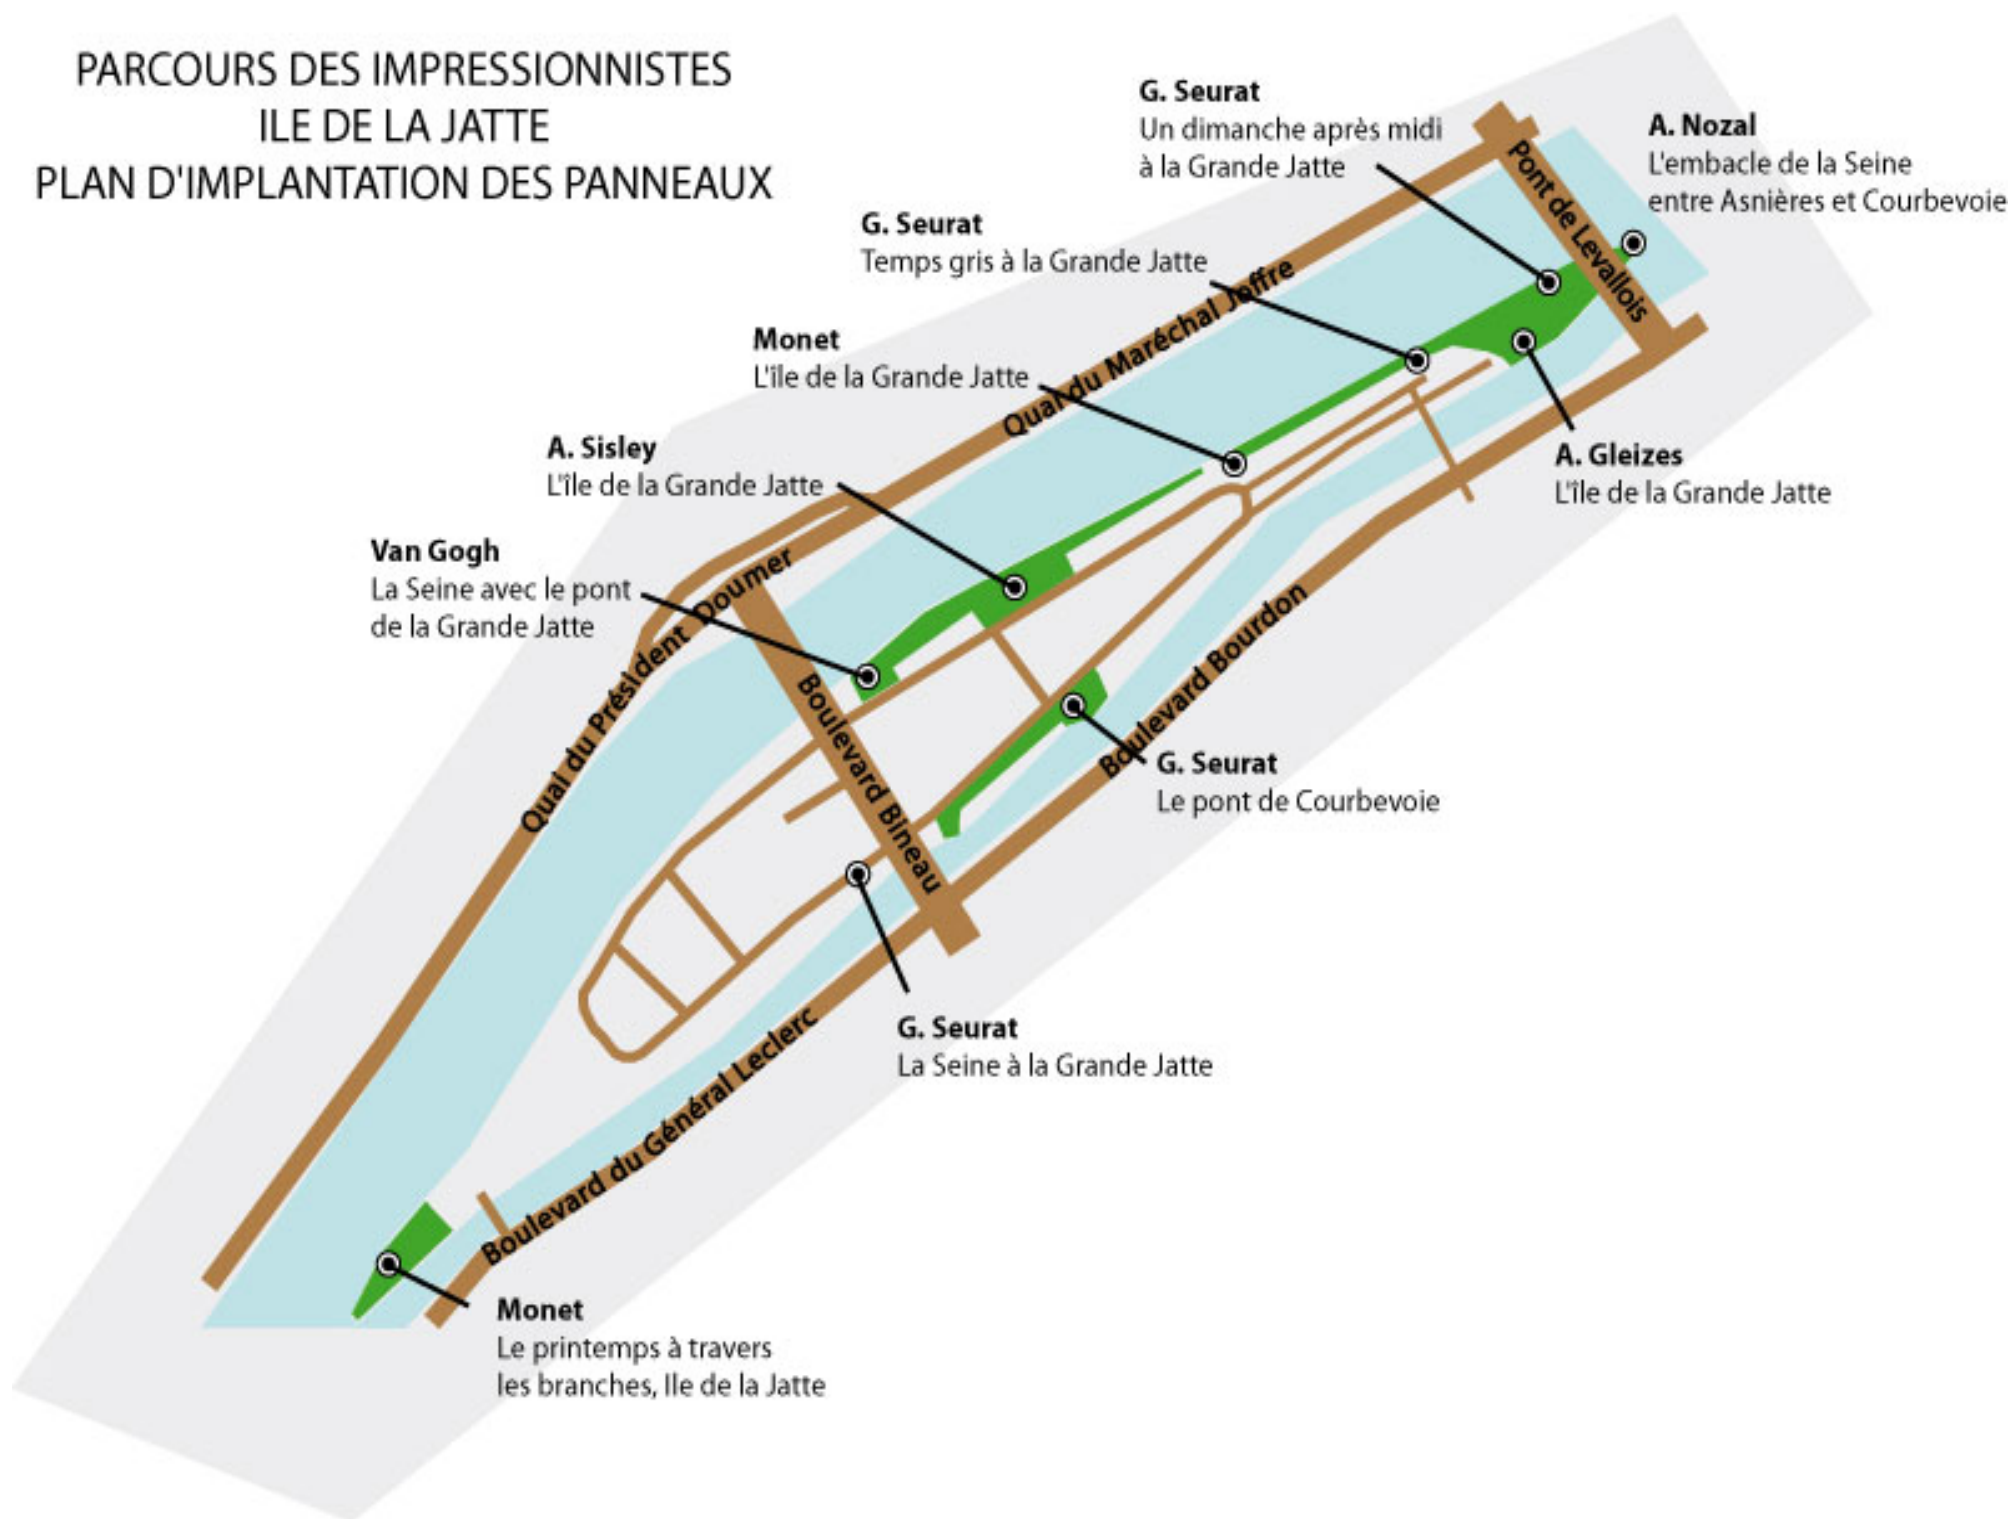 PARCOURS DES IMPRESSIONNISTES
ILE DE LA JATTE
PLAN D'IMPLANTATION DES PANNEAUX
G. Seurat
Un dimanche après midi
à la Grande Jatte
A. Nozal
L'embacle de la Seine
entre Asnières et Courbevoie
Pont de Levallois
G. Seurat
Temps gris à la Grande Jatte
Quai du Maréchal Joffre
Monet
L'île de la Grande Jatte
A. Sisley
L'île de la Grande Jatte
A. Gleizes
L'île de la Grande Jatte
Van Gogh
La Seine avec le pont
de la Grande Jatte
Quai du Président Doumer
Boulevard Bineau
Boulevard Bourdon
G. Seurat
Le pont de Courbevoie
G. Seurat
La Seine à la Grande Jatte
Boulevard du Général Leclerc
Monet
Le printemps à travers
les branches, Ile de la Jatte